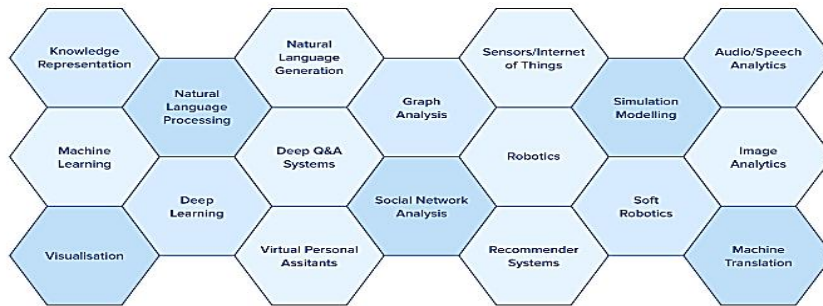 Knowledge
Representation
Natural
Language
Processing
Natural
Language
Generation
Graph
Analysis
Sensors/Internet
of Things
Simulation
Modelling
Audio/Speech
Analytics
Machine
Learning
Deep
Learning
Deep Q&A
Systems
Social Network
Analysis
Robotics
Soft
Robotics
Image
Analytics
Visualisation
Virtual Personal
Assitants
Recommender
Systems
Machine
Translation